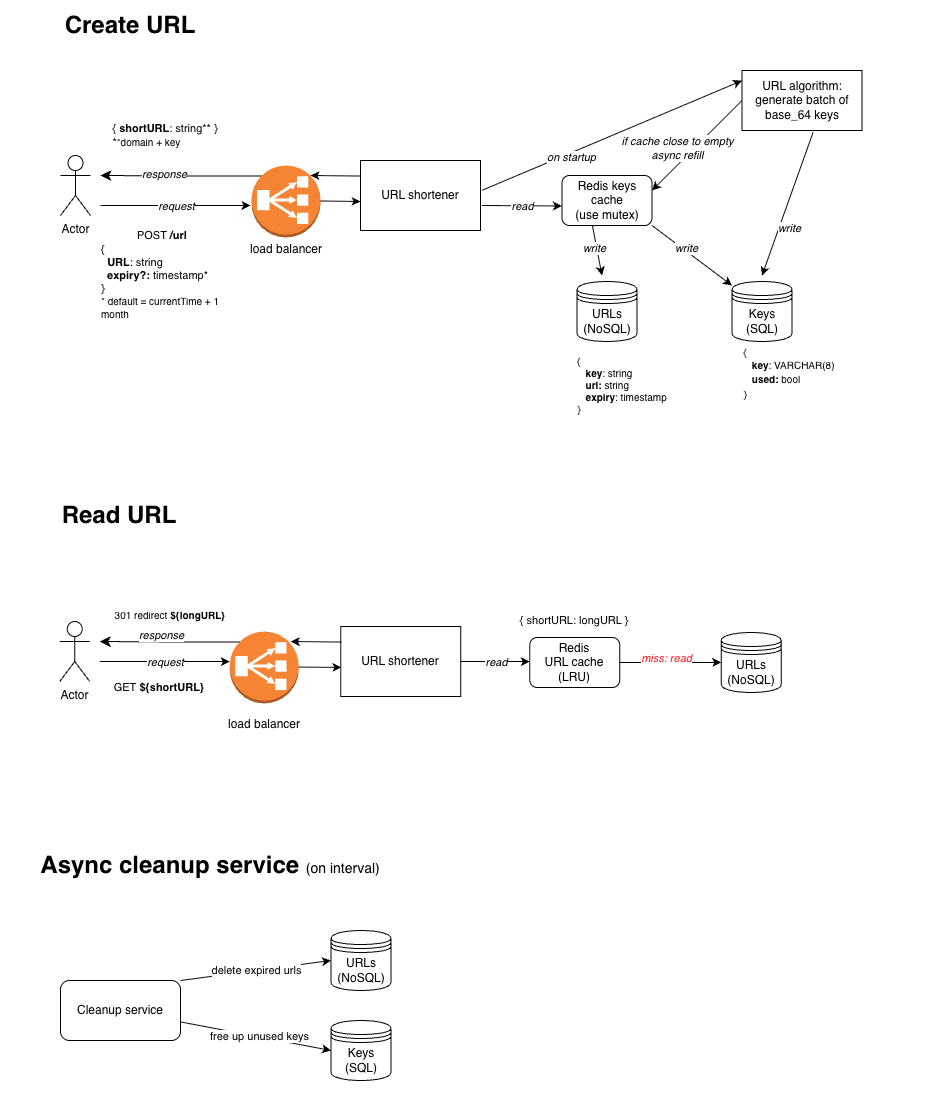 Create URL
{ shortURL: string** }
**domain + key
response
request
Actor
POST /url
{
URL: string
expiry?: timestamp*
}
* default = currentTime + 1
month
load balancer
URL shortener
on startup
read
if cache close to empty
async refill
URL algorithm:
generate batch of
base_64 keys
Redis keys
cache
(use mutex)
write
write
write
URLs
(NoSQL)
{
key: string
url: string
expiry: timestamp
}
Keys
(SQL)
{
key: VARCHAR(8)
used: bool
}
Read URL
301 redirect ${longURL}
response
request
Actor
GET ${shortURL}
load balancer
URL shortener
read
{ shortURL: longURL }
Redis
URL cache
(LRU)
miss: read
URLs
(NoSQL)
Async cleanup service (on interval)
Cleanup service
delete expired urls
URLs
(NoSQL)
free up unused keys
Keys
(SQL)